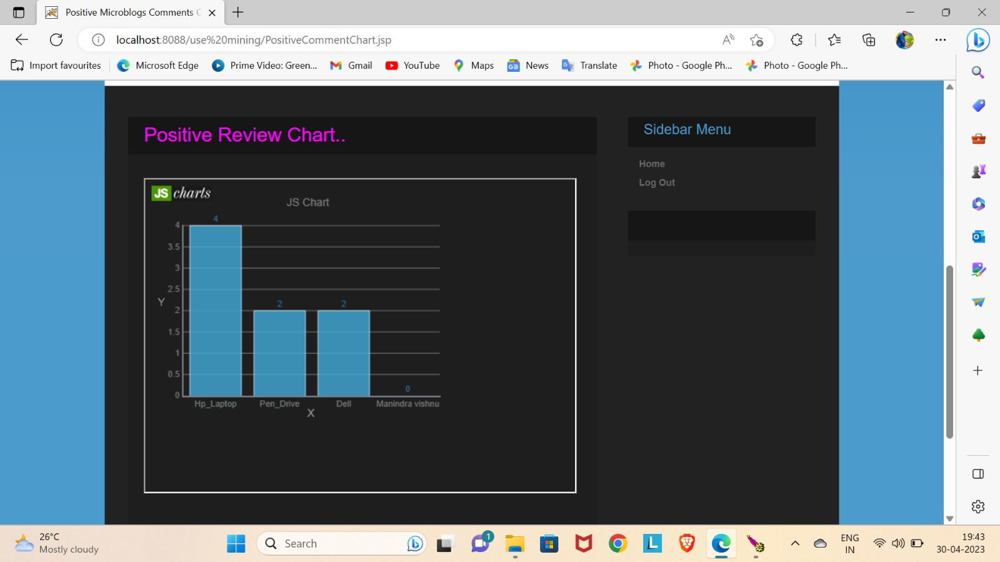 Positive Microblogs Comments C
localhost:8088/use%20mining/PositiveCommentChart.jsp
Import favourites
Microsoft Edge
Prime Video: Green...
Gmail
YouTube
Maps
News
Translate
Photo - Google Ph...
Photo - Google Ph...
Positive Review Chart..
Sidebar Menu
Home
Log Out
JS charts
JS Chart
4
4
3.5
3
2.5
Y
2
2
2
1.5
1
0.5
0
0
Hp_Laptop
Pen_Drive
Dell
Manindra vishnu
X
26°C
Mostly cloudy
Search
1
L
ENG
IN
19:43
30-04-2023